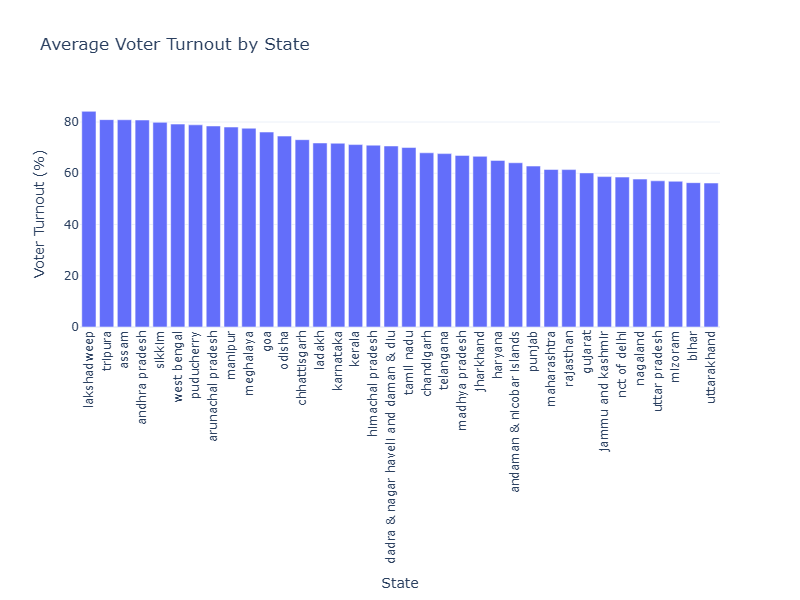 Average Voter Turnout by State
Voter Turnout (%)
80
60
40
20
0
lakshadweep
tripura
assam
andhra pradesh
sikkim
west bengal
puducherry
arunachal pradesh
manipur
meghalaya
goa
odisha
chhattisgarh
ladakh
karnataka
kerala
himachal pradesh
dadra & nagar haveli and daman & diu
tamil nadu
chandigarh
telangana
madhya pradesh
jharkhand
haryana
andaman & nicobar islands
punjab
maharashtra
rajasthan
gujarat
jammu and kashmir
nct of delhi
nagaland
uttar pradesh
mizoram
bihar
uttarakhand
State